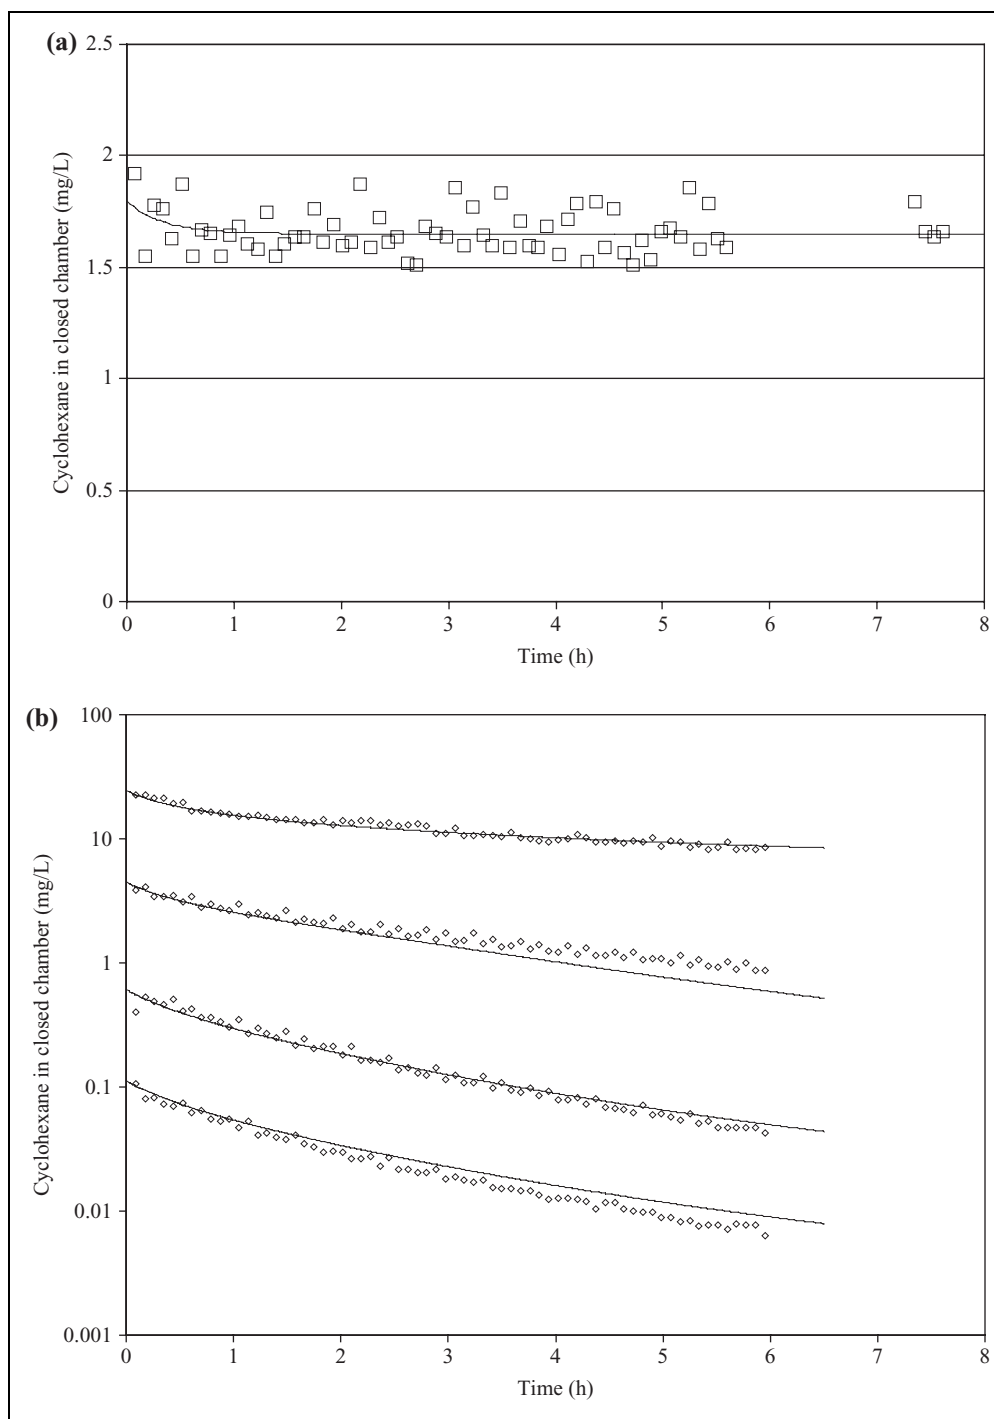 (a)
2.5
2
1.5
1
0.5
0
Cyclohexane in closed chamber (mg/L)
0 1 2 3 4 5 6 7 8
Time (h)
(b)
100
10
1
0.1
0.01
0.001
Cyclohexane in closed chamber (mg/L)
0 1 2 3 4 5 6 7 8
Time (h)